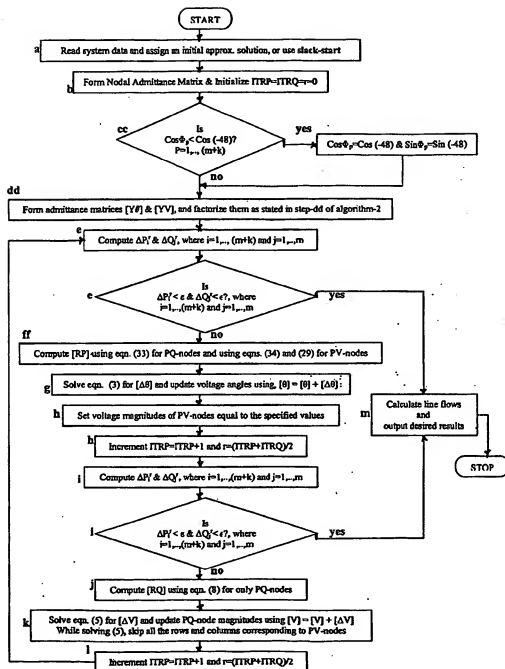 START
a
Read system data and assign an initial approx. solution, or use slack-start
b
Form Nodal Admittance Matrix & Initialize ITRP=ITRQ=r=0
cc
Is
CosΦp<Cos (-48)?
P=1,.., (m+k)
yes
CosΦp=Cos (-48) & SinΦp=Sin (-48)
no
dd
Form admittance matrices [Yθ] & [YV], and factorize them as stated in step-dd of algorithm-2
e
Compute ΔPᵢʳ & ΔQⱼʳ, where i=1,.., (m+k) and j=1,..,m
e
Is
ΔPᵢʳ < ε & ΔQⱼʳ < ε?, where
i=1,..,(m+k) and j=1,..,m
yes
no
ff
Compute [RP] using eqn. (33) for PQ-nodes and using eqns. (34) and (29) for PV-nodes
g
Solve eqn. (3) for [Δθ] and update voltage angles using, [θ] = [θ] + [Δθ]
h
Set voltage magnitudes of PV-nodes equal to the specified values
h
Increment ITRP=ITRP+1 and r=(ITRP+ITRQ)/2
m
Calculate line flows
and
output desired results
STOP
i
Compute ΔPᵢʳ & ΔQⱼʳ, where i=1,..,(m+k) and j=1,..,m
i
Is
ΔPᵢʳ < ε & ΔQⱼʳ < ε?, where
i=1,..,(m+k) and j=1,..,m
yes
no
j
Compute [RQ] using eqn. (8) for only PQ-nodes
k
Solve eqn. (5) for [ΔV] and update PQ-node magnitudes using [V] = [V] + [ΔV]
While solving (5), skip all the rows and columns corresponding to PV-nodes
l
Increment ITRP=ITRP+1 and r=(ITRP+ITRQ)/2